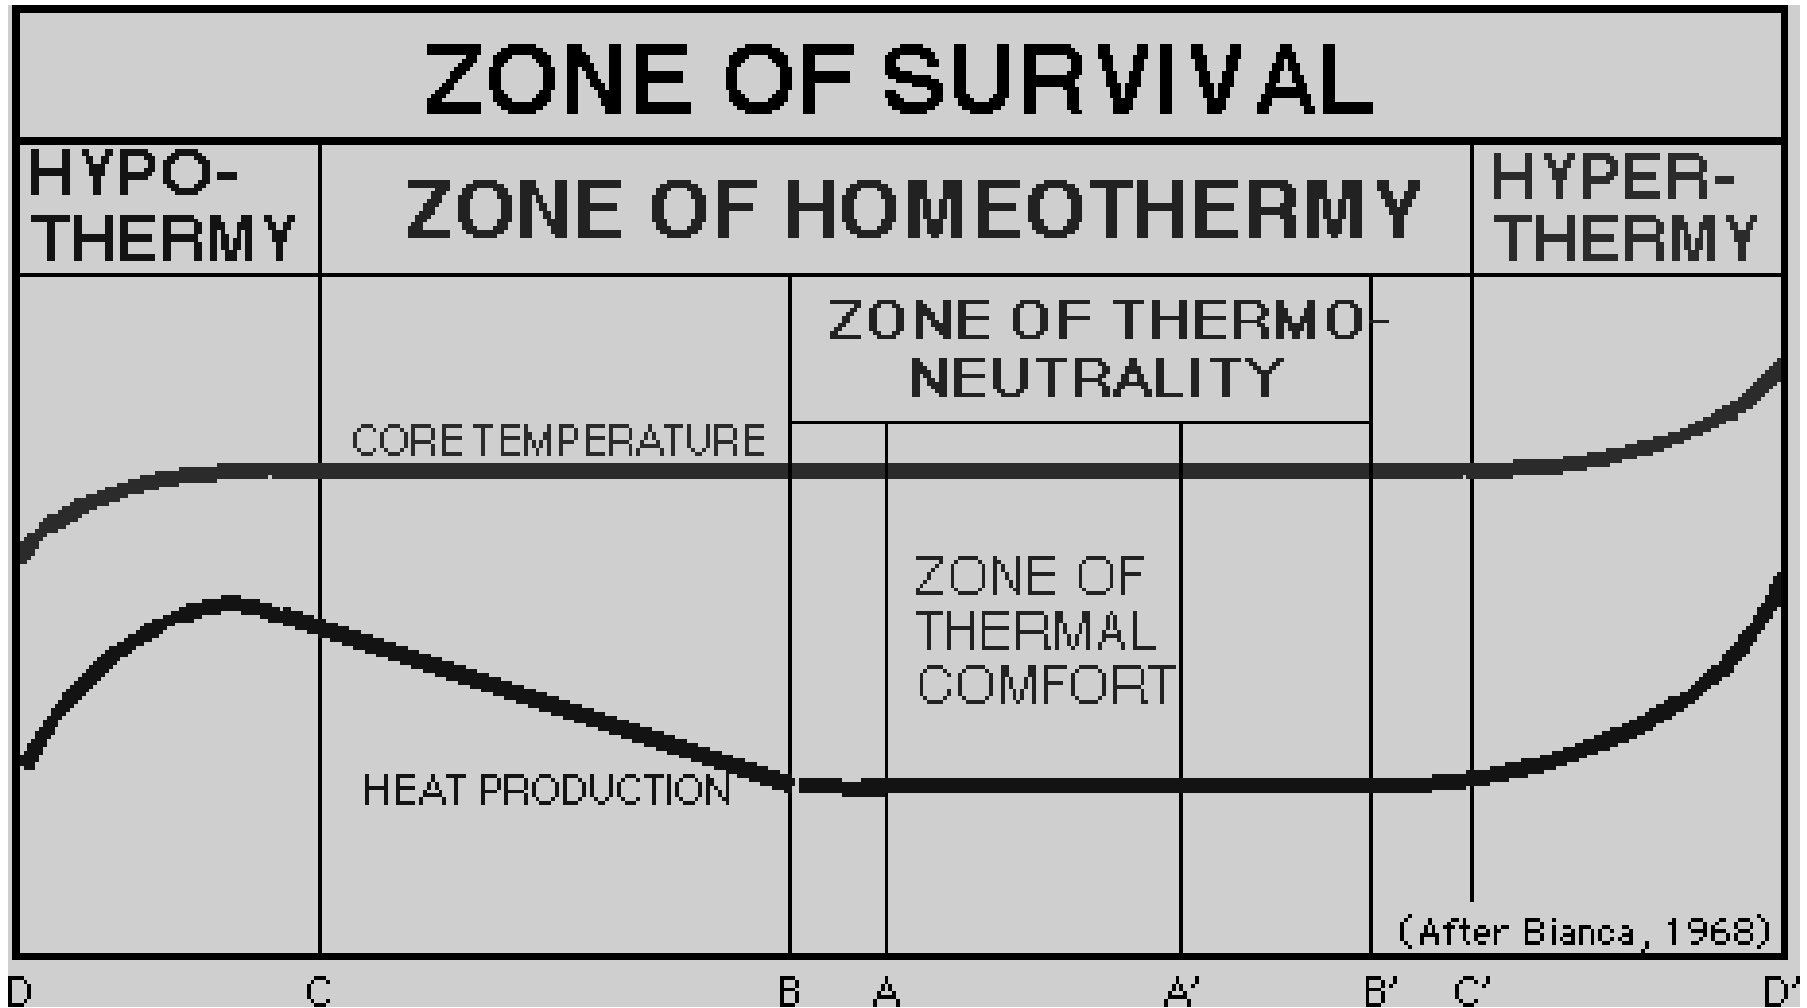 ZONE OF SURVIVAL
HYPO-
THERMY
ZONE OF HOMEOTHERMY
HYPER-
THERMY
ZONE OF THERMO-
NEUTRALITY
CORE TEMPERATURE
ZONE OF
THERMAL
COMFORT
HEAT PRODUCTION
(After Bianca, 1968)
D C B A A' B' C' D'